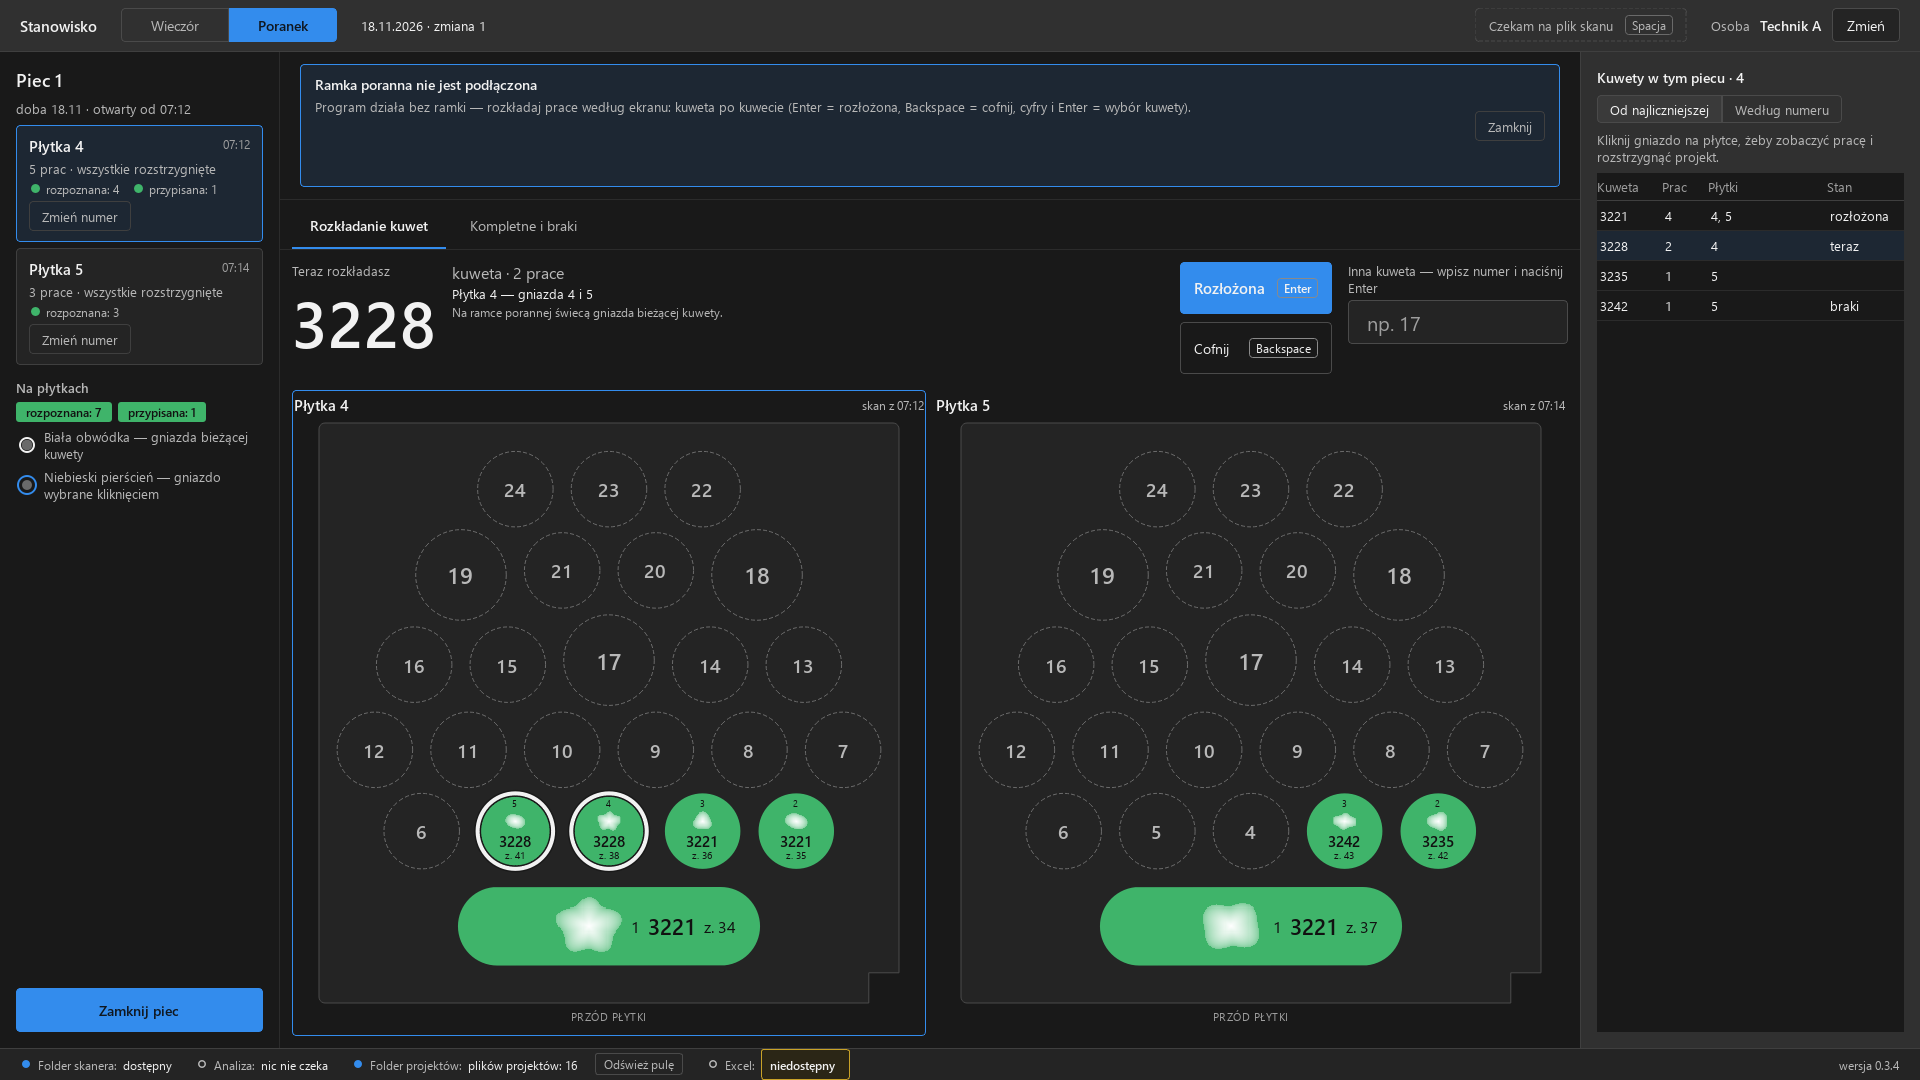 Stanowisko
Wieczór
Poranek
18.11.2026 · zmiana 1
Czekam na plik skanu
Spacja
Osoba
Technik A
Zmień
Piec 1
doba 18.11 · otwarty od 07:12
Płytka 4
07:12
5 prac · wszystkie rozstrzygnięte
rozpoznana: 4
przypisana: 1
Zmień numer
Płytka 5
07:14
3 prace · wszystkie rozstrzygnięte
rozpoznana: 3
Zmień numer
Na płytkach
rozpoznana: 7
przypisana: 1
Biała obwódka — gniazda bieżącej
kuwety
Niebieski pierścień — gniazdo
wybrane kliknięciem
Zamknij piec
Ramka poranna nie jest podłączona
Program działa bez ramki — rozkładaj prace według ekranu: kuweta po kuwecie (Enter = rozłożona, Backspace = cofnij, cyfry i Enter = wybór kuwety).
Zamknij
Rozkładanie kuwet
Kompletne i braki
Teraz rozkładasz
3228
kuweta · 2 prace
Płytka 4 — gniazda 4 i 5
Na ramce porannej świecą gniazda bieżącej kuwety.
Rozłożona
Enter
Cofnij
Backspace
Inna kuweta — wpisz numer i naciśnij
Enter
np. 17
Płytka 4
skan z 07:12
24
23
22
19
21
20
18
16
15
17
14
13
12
11
10
9
8
7
6
5
3228
z. 41
4
3228
z. 38
3
3221
z. 36
2
3221
z. 35
1
3221
z. 34
PRZÓD PŁYTKI
Płytka 5
skan z 07:14
24
23
22
19
21
20
18
16
15
17
14
13
12
11
10
9
8
7
6
5
4
3
3242
z. 43
2
3235
z. 42
1
3221
z. 37
PRZÓD PŁYTKI
Kuwety w tym piecu · 4
Od najliczniejszej
Według numeru
Kliknij gniazdo na płytce, żeby zobaczyć pracę i
rozstrzygnąć projekt.
Kuweta Prac Płytki Stan
3221 4 4, 5 rozłożona
3228 2 4 teraz
3235 1 5
3242 1 5 braki
Folder skanera: dostępny
Analiza: nic nie czeka
Folder projektów: plików projektów: 16
Odśwież pulę
Excel: niedostępny
wersja 0.3.4